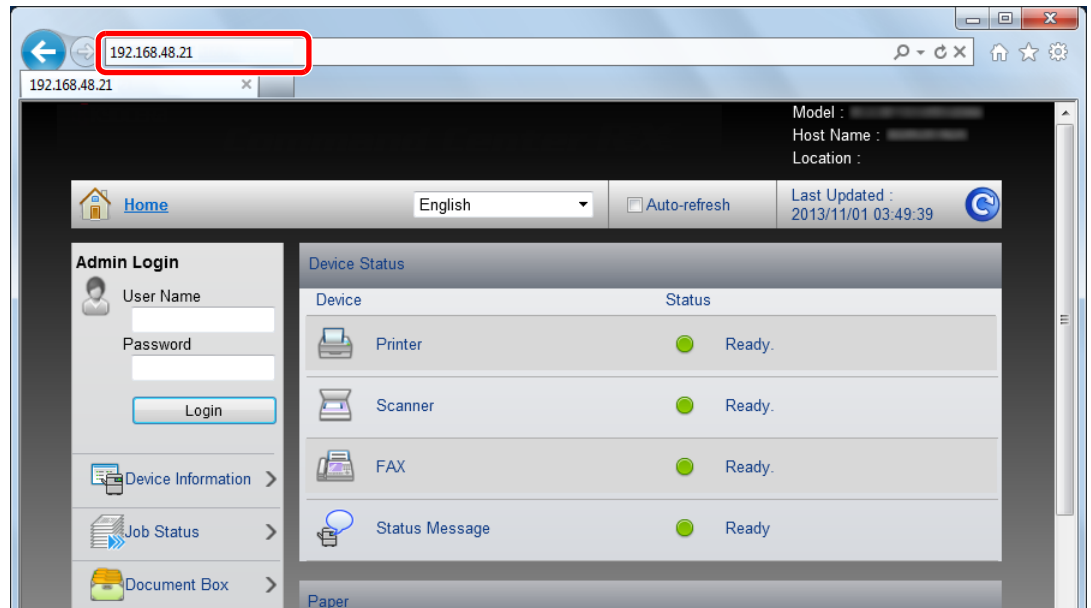 192.168.48.21
192.168.48.21
Model :
Host Name :
Location :
Home
English
Auto-refresh
Last Updated :
2013/11/01 03:49:39
Admin Login
User Name
Password
Login
Device Information
Job Status
Document Box
Device Status
Device Status
Printer Ready.
Scanner Ready.
FAX Ready.
Status Message Ready
Paper